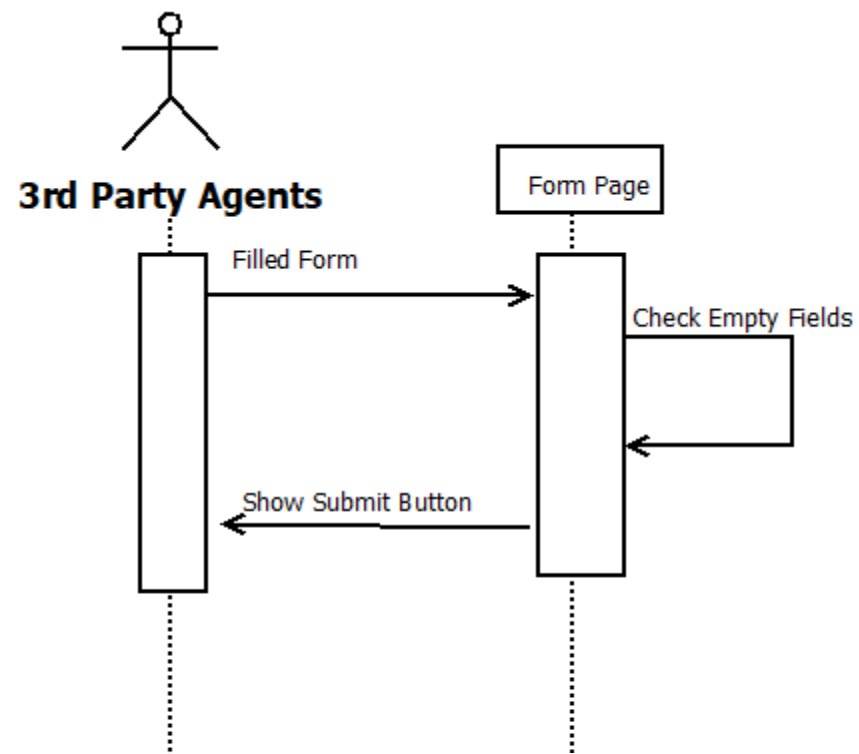 3rd Party Agents
Form Page
Filled Form
Check Empty Fields
Show Submit Button